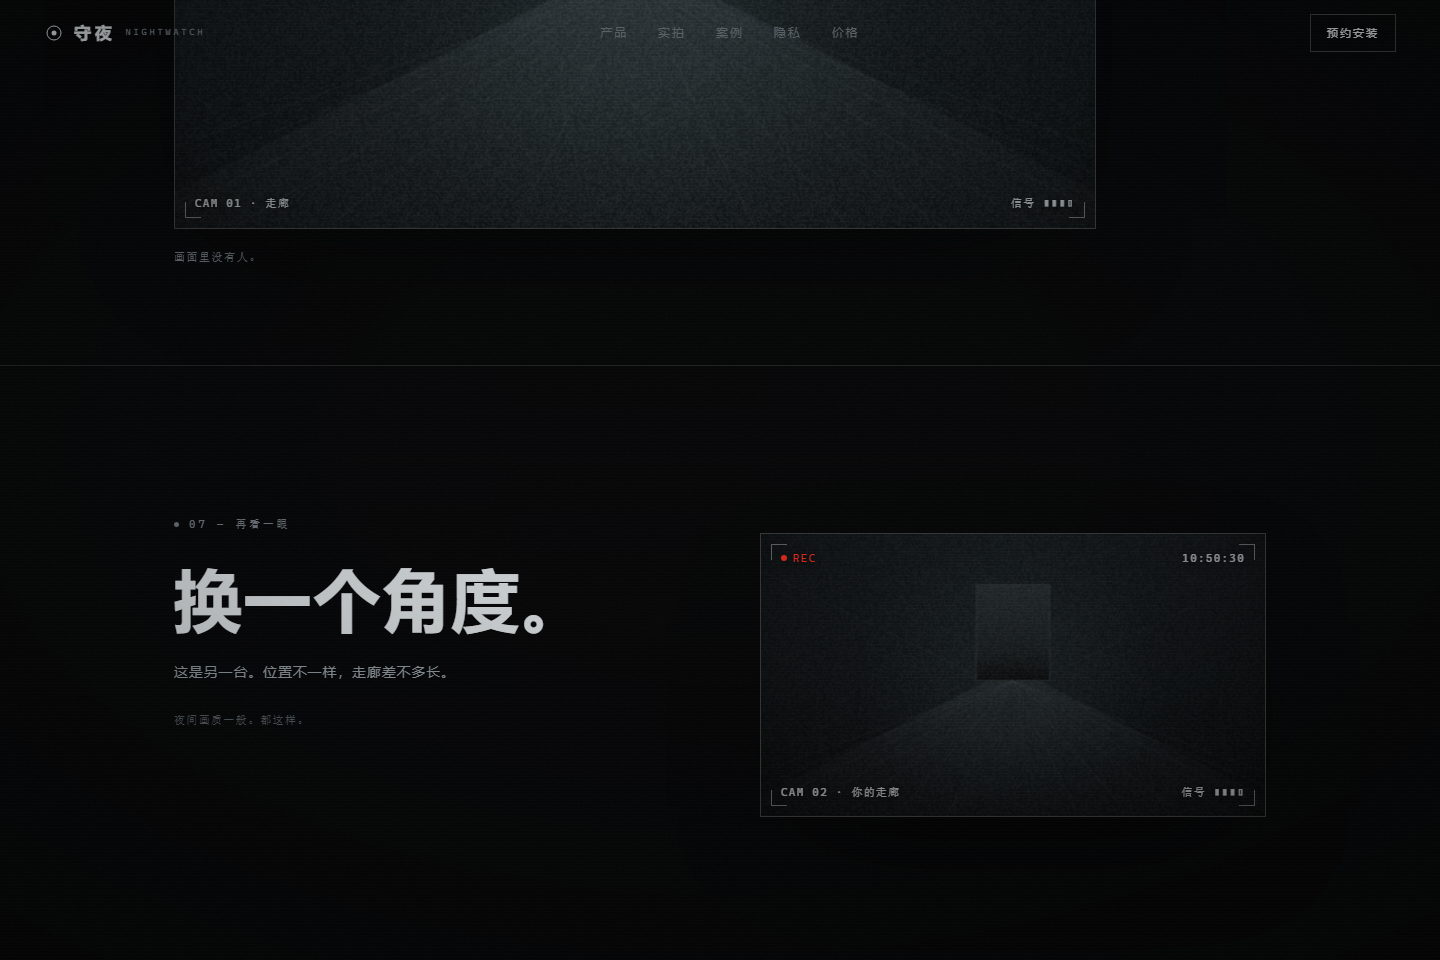 守夜 NIGHTWATCH
产品 实拍 案例 隐私 价格
预约安装
CAM 01 · 走廊
信号
画面里没有人。
07 — 再看一眼
换一个角度。
这是另一台。位置不一样，走廊差不多长。
夜间画质一般。都这样。
REC
10:50:30
CAM 02 · 你的走廊
信号